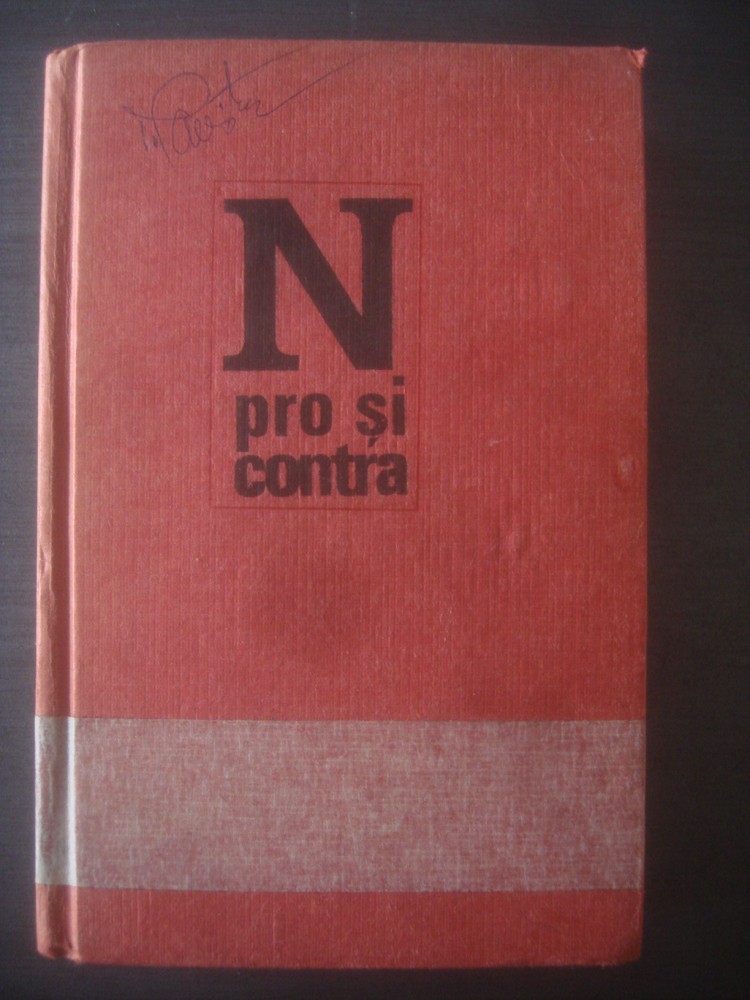 N
pro și
contra